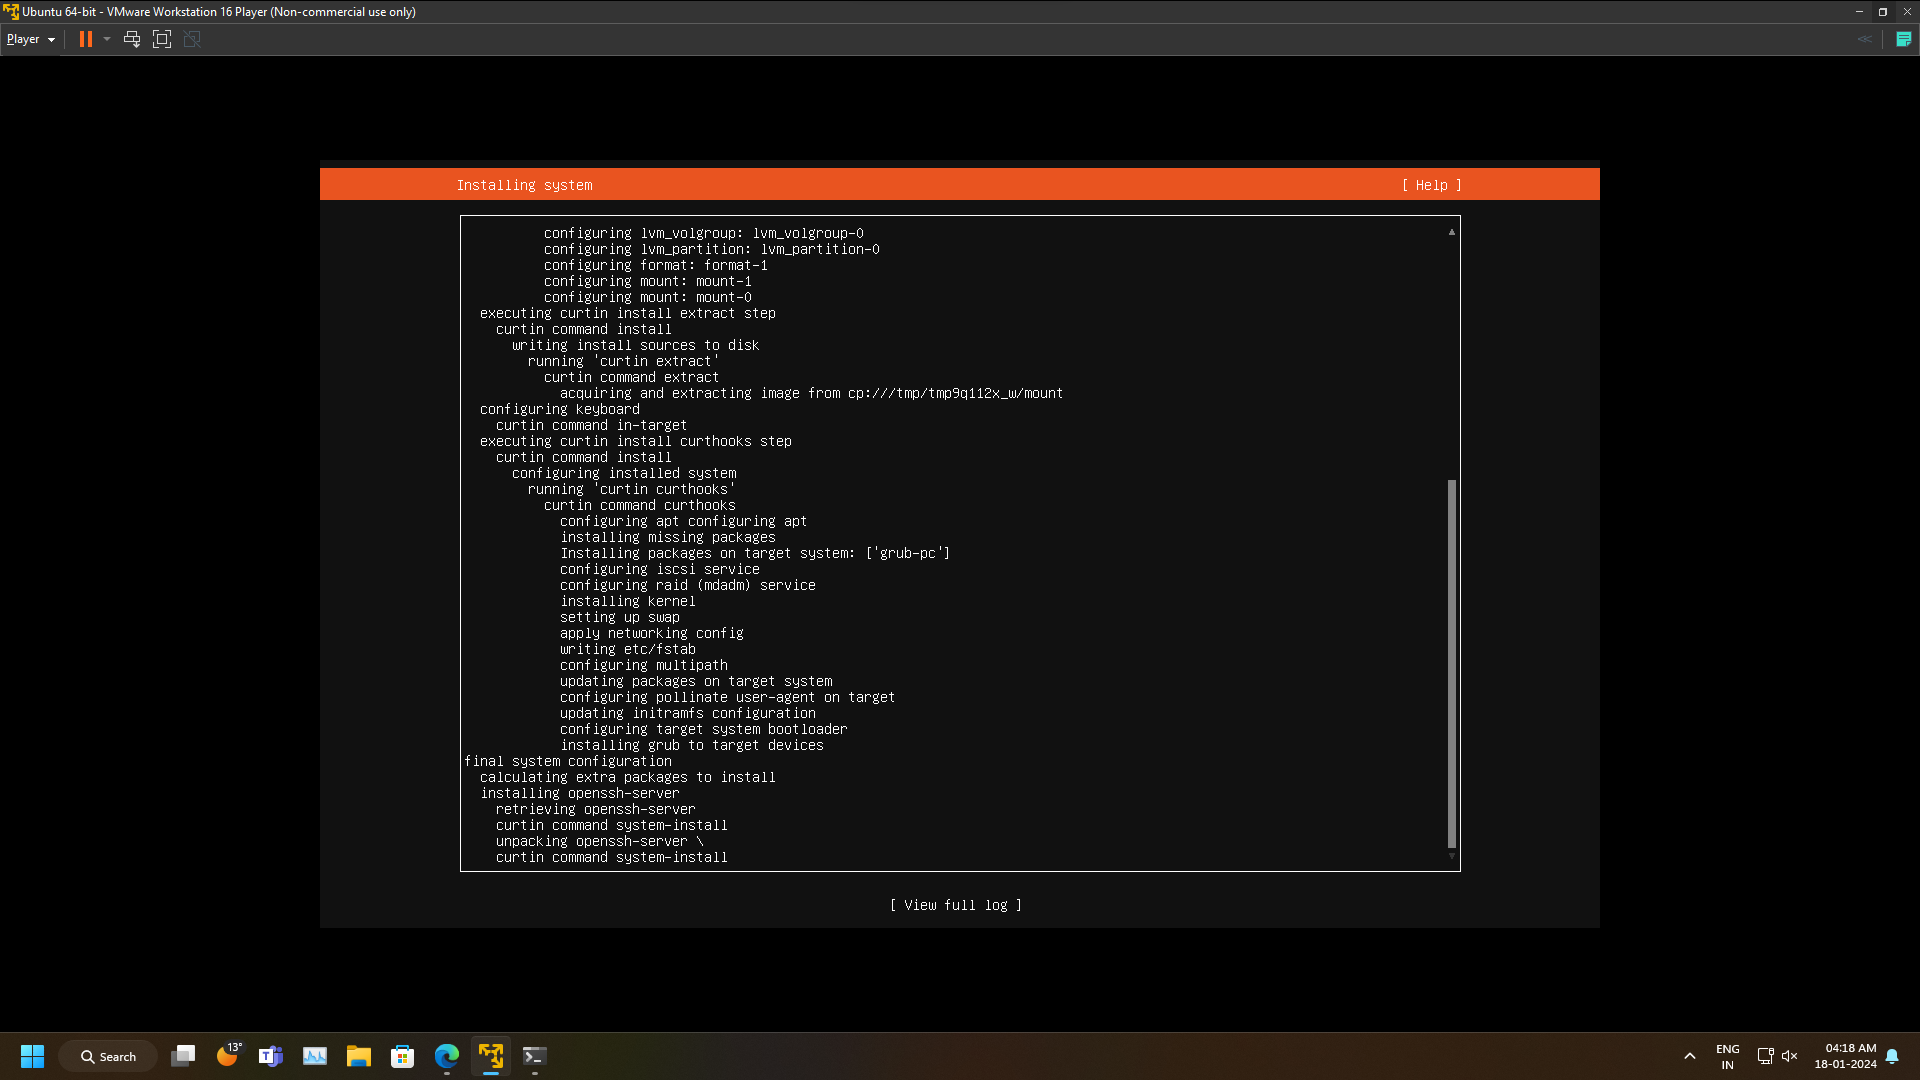 Ubuntu 64-bit - VMware Workstation 16 Player (Non-commercial use only)
Player
Installing system [ Help ]
configuring lvm_volgroup: lvm_volgroup-0
configuring lvm_partition: lvm_partition-0
configuring format: format-1
configuring mount: mount-1
configuring mount: mount-0
executing curtin install extract step
curtin command install
writing install sources to disk
running 'curtin extract'
curtin command extract
acquiring and extracting image from cp:///tmp/tmp9q112x_w/mount
configuring keyboard
curtin command in-target
executing curtin install curthooks step
curtin command install
configuring installed system
running 'curtin curthooks'
curtin command curthooks
configuring apt configuring apt
installing missing packages
Installing packages on target system: ['grub-pc']
configuring iscsi service
configuring raid (mdadm) service
installing kernel
setting up swap
apply networking config
writing etc/fstab
configuring multipath
updating packages on target system
configuring pollinate user-agent on target
updating initramfs configuration
configuring target system bootloader
installing grub to target devices
final system configuration
calculating extra packages to install
installing openssh-server
retrieving openssh-server
curtin command system-install
unpacking openssh-server \
curtin command system-install
[ View full log ]
Search
13°
ENG
IN
04:18 AM
18-01-2024